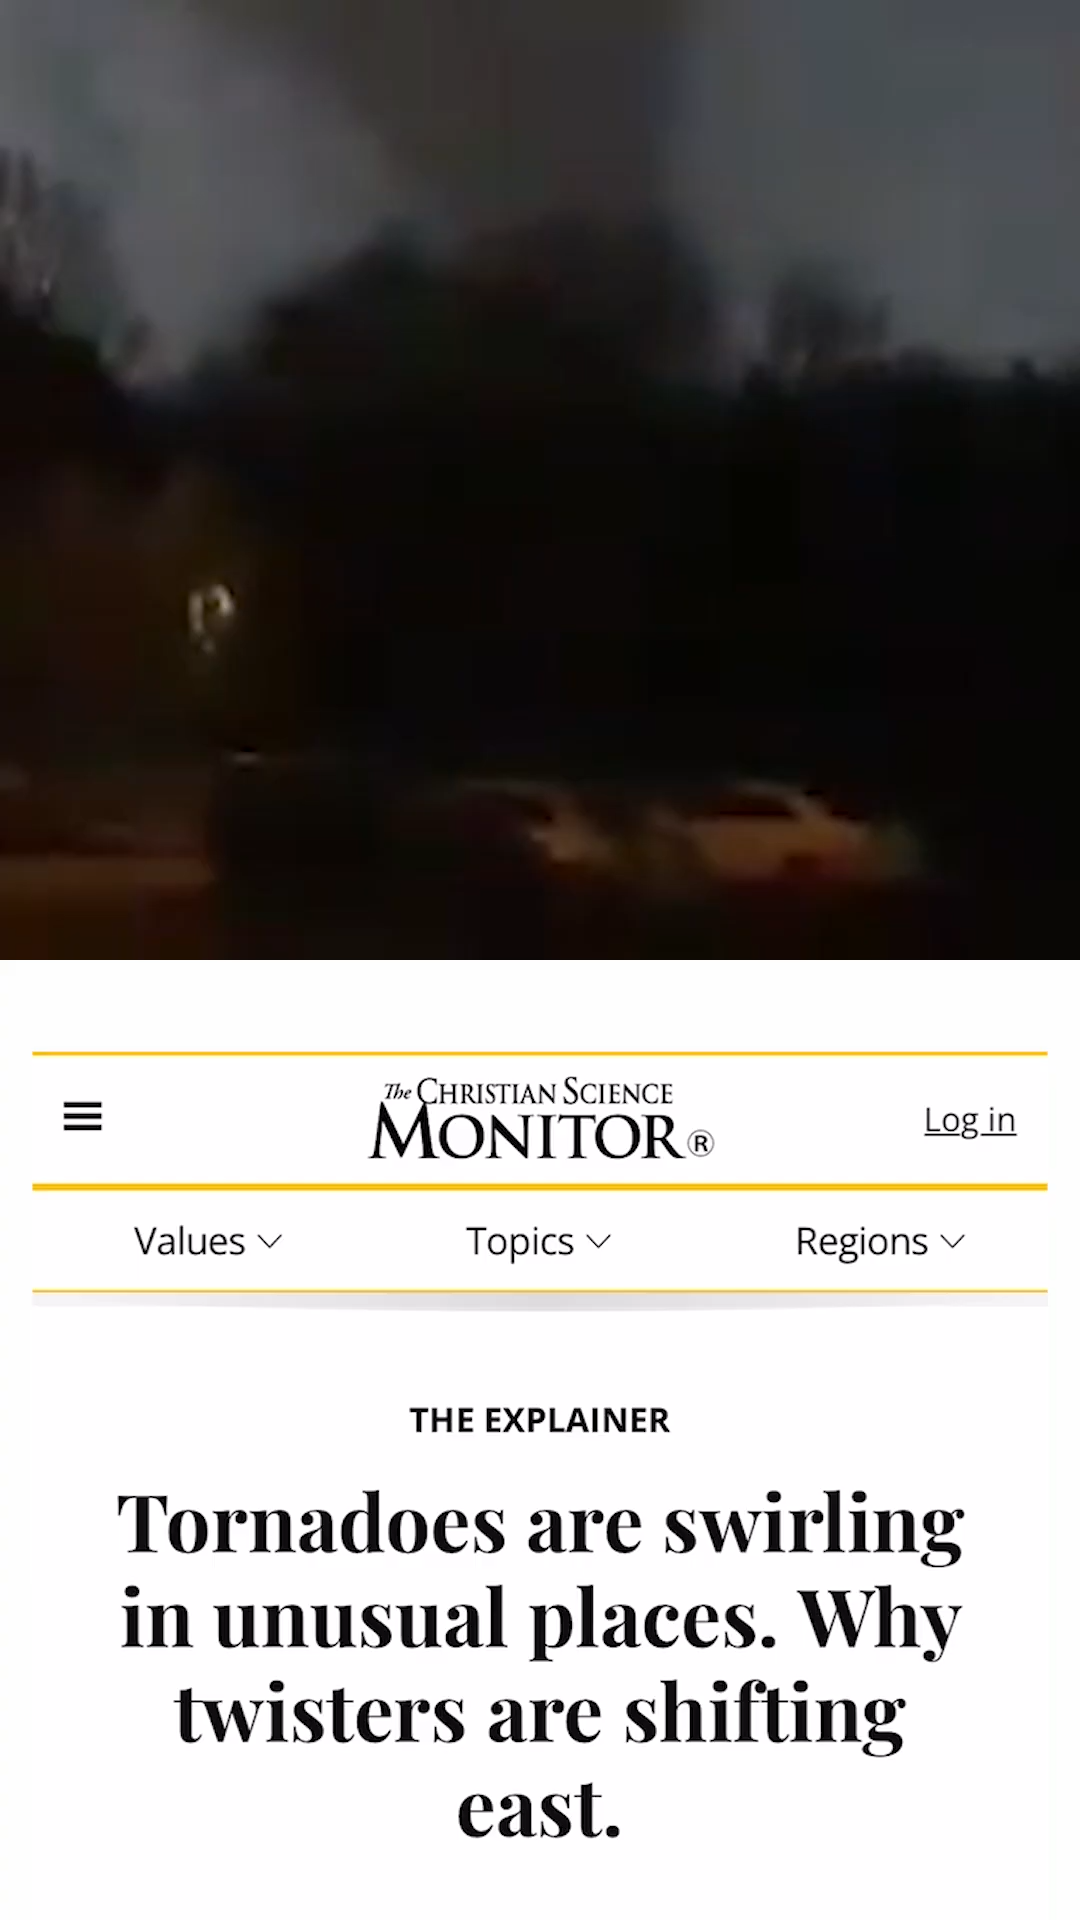 The CHRISTIAN SCIENCE
MONITOR®
Log in
Values
Topics
Regions
THE EXPLAINER
Tornadoes are swirling
in unusual places. Why
twisters are shifting
east.